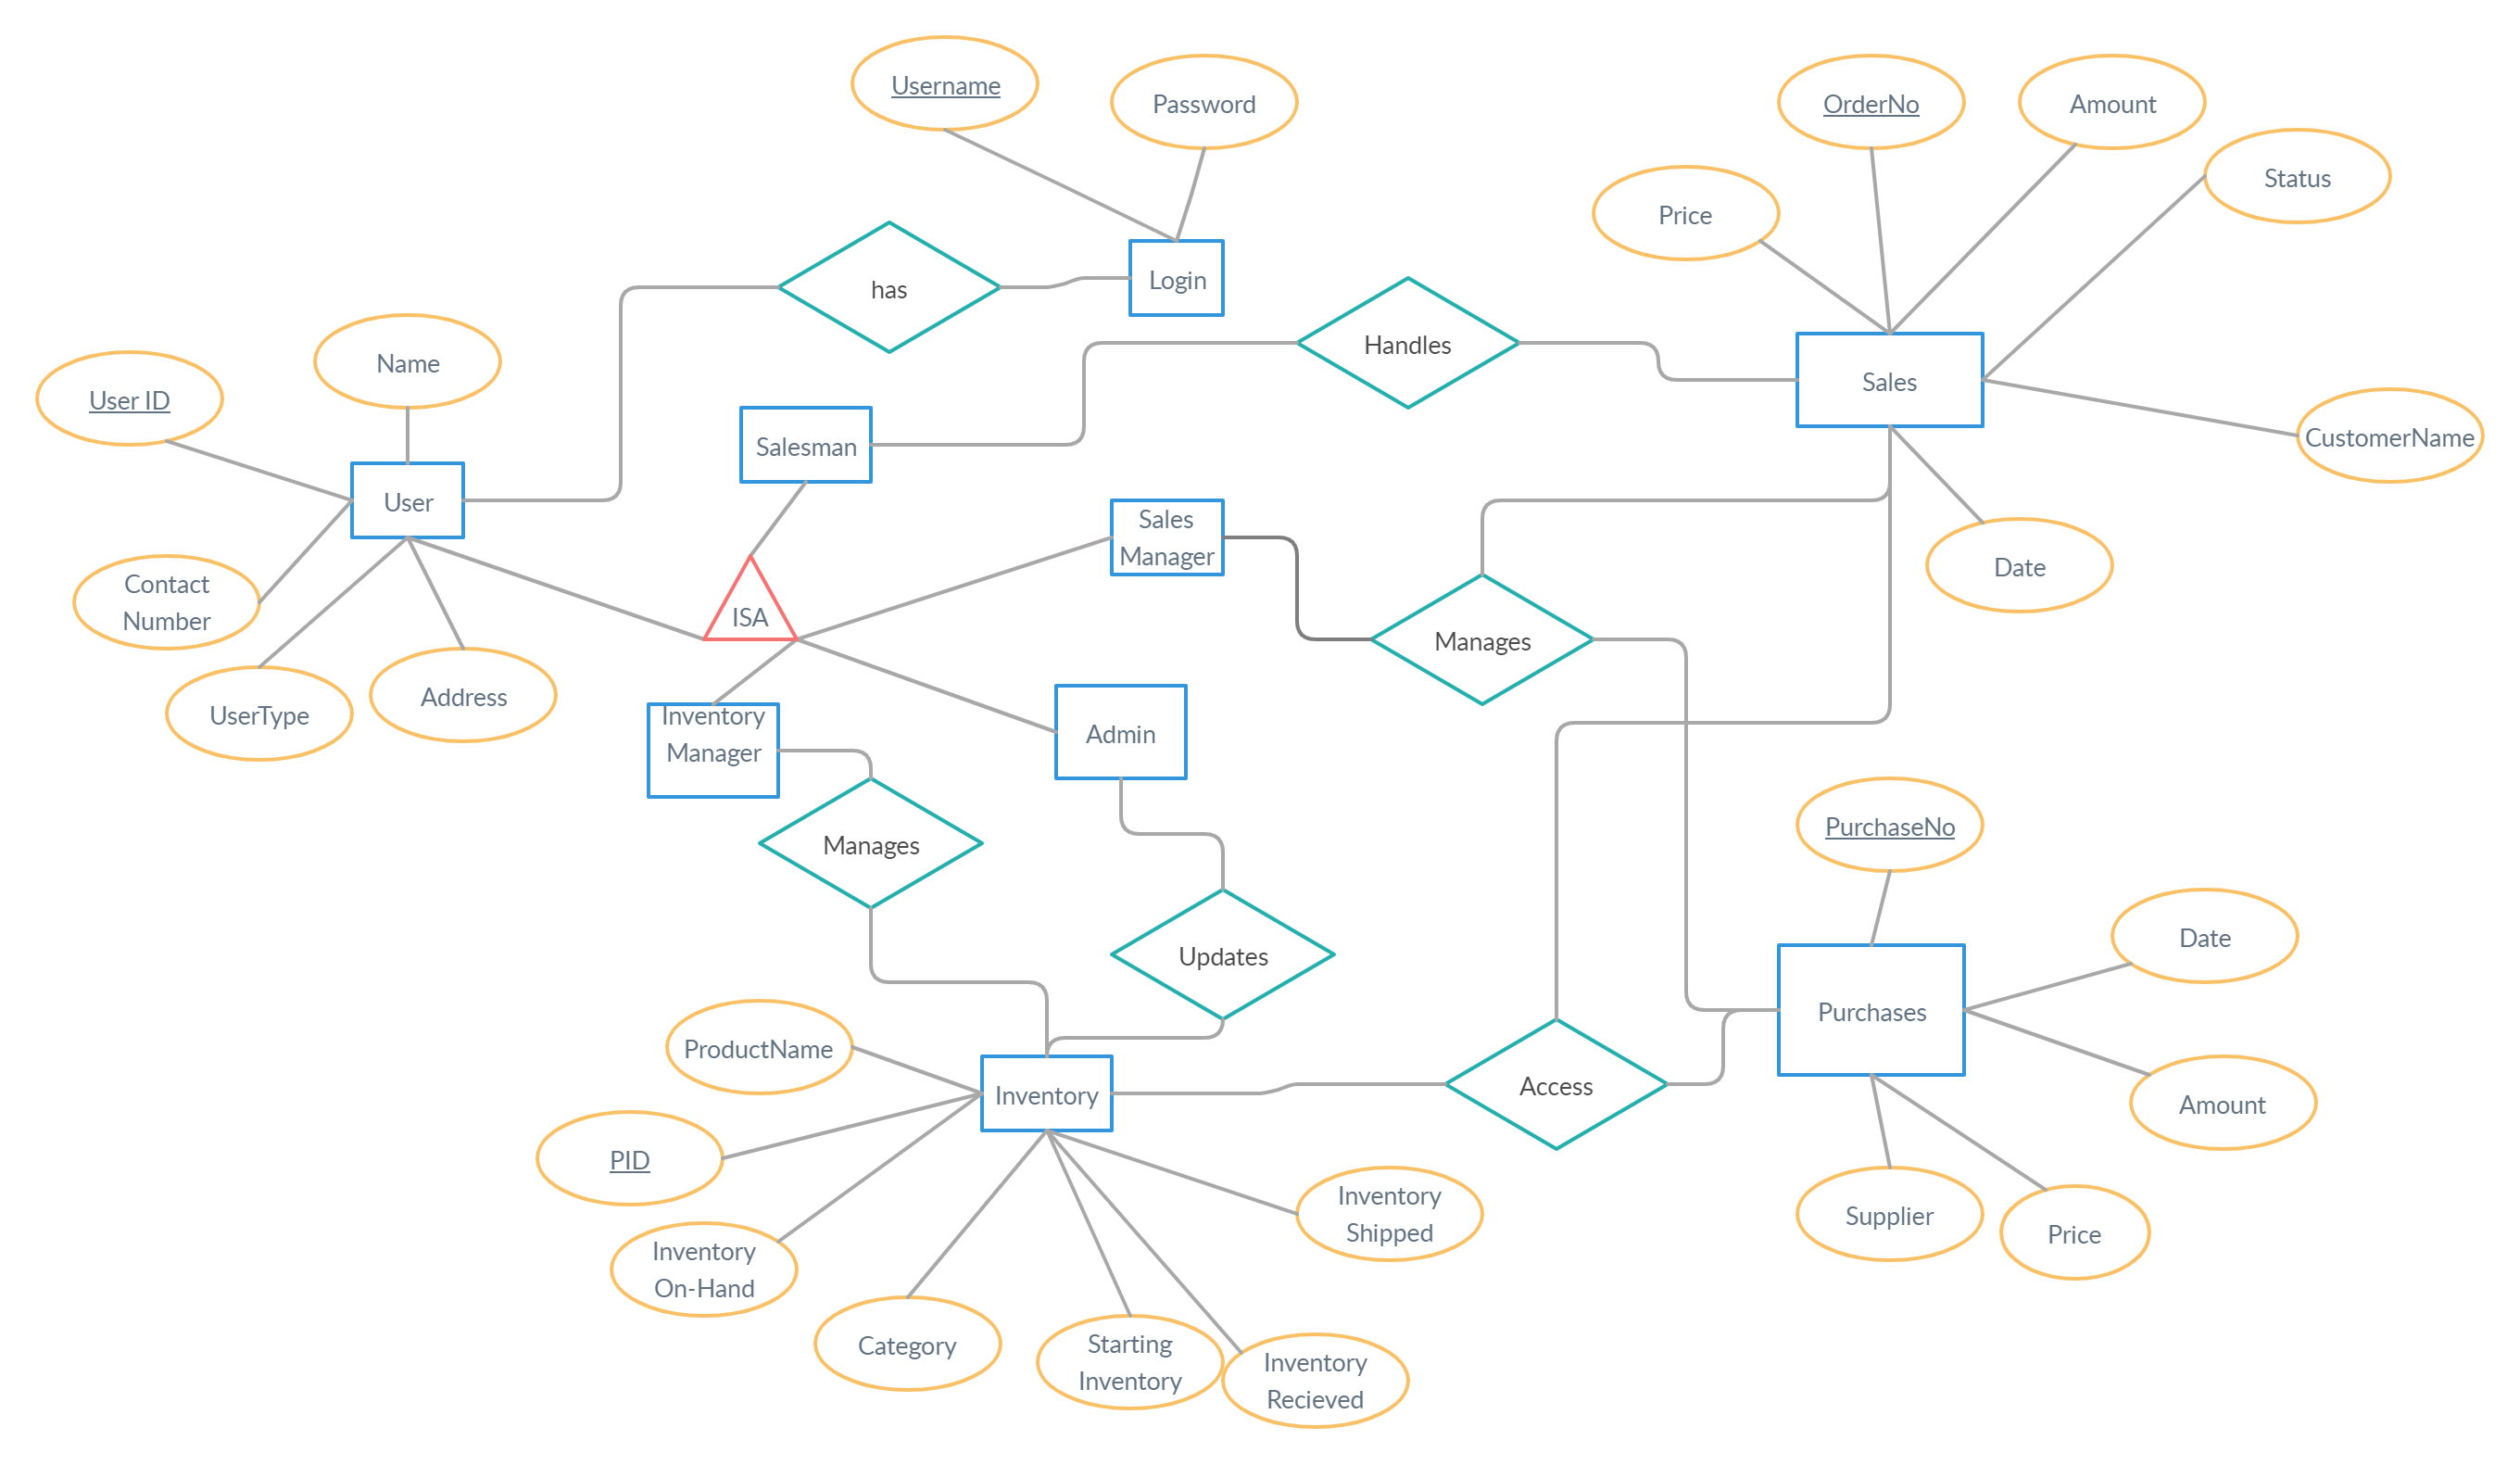 Username
Password
OrderNo
Amount
Status
Price
has
Login
Handles
Name
User ID
Sales
CustomerName
Salesman
User
Sales
Manager
Date
Contact
Number
ISA
Manages
UserType
Address
Inventory
Manager
Admin
PurchaseNo
Manages
Date
Updates
Purchases
ProductName
Inventory
Access
Amount
PID
Inventory
Shipped
Supplier
Price
Inventory
On-Hand
Category
Starting
Inventory
Inventory
Recieved